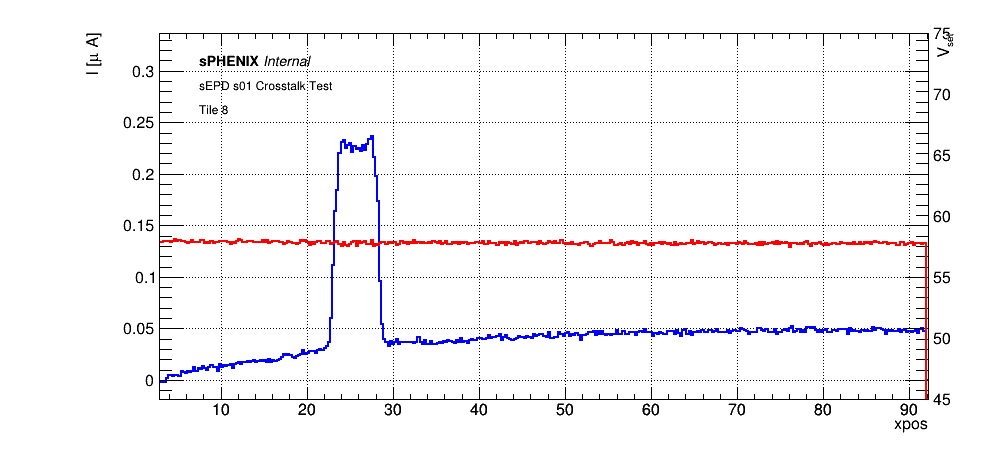 I [μ A]
sPHENIX Internal
sEPD s01 Crosstalk Test
Tile 8
0.3
0.25
0.2
0.15
0.1
0.05
0
75
70
65
60
55
50
45
Vset
10 20 30 40 50 60 70 80 90
xpos